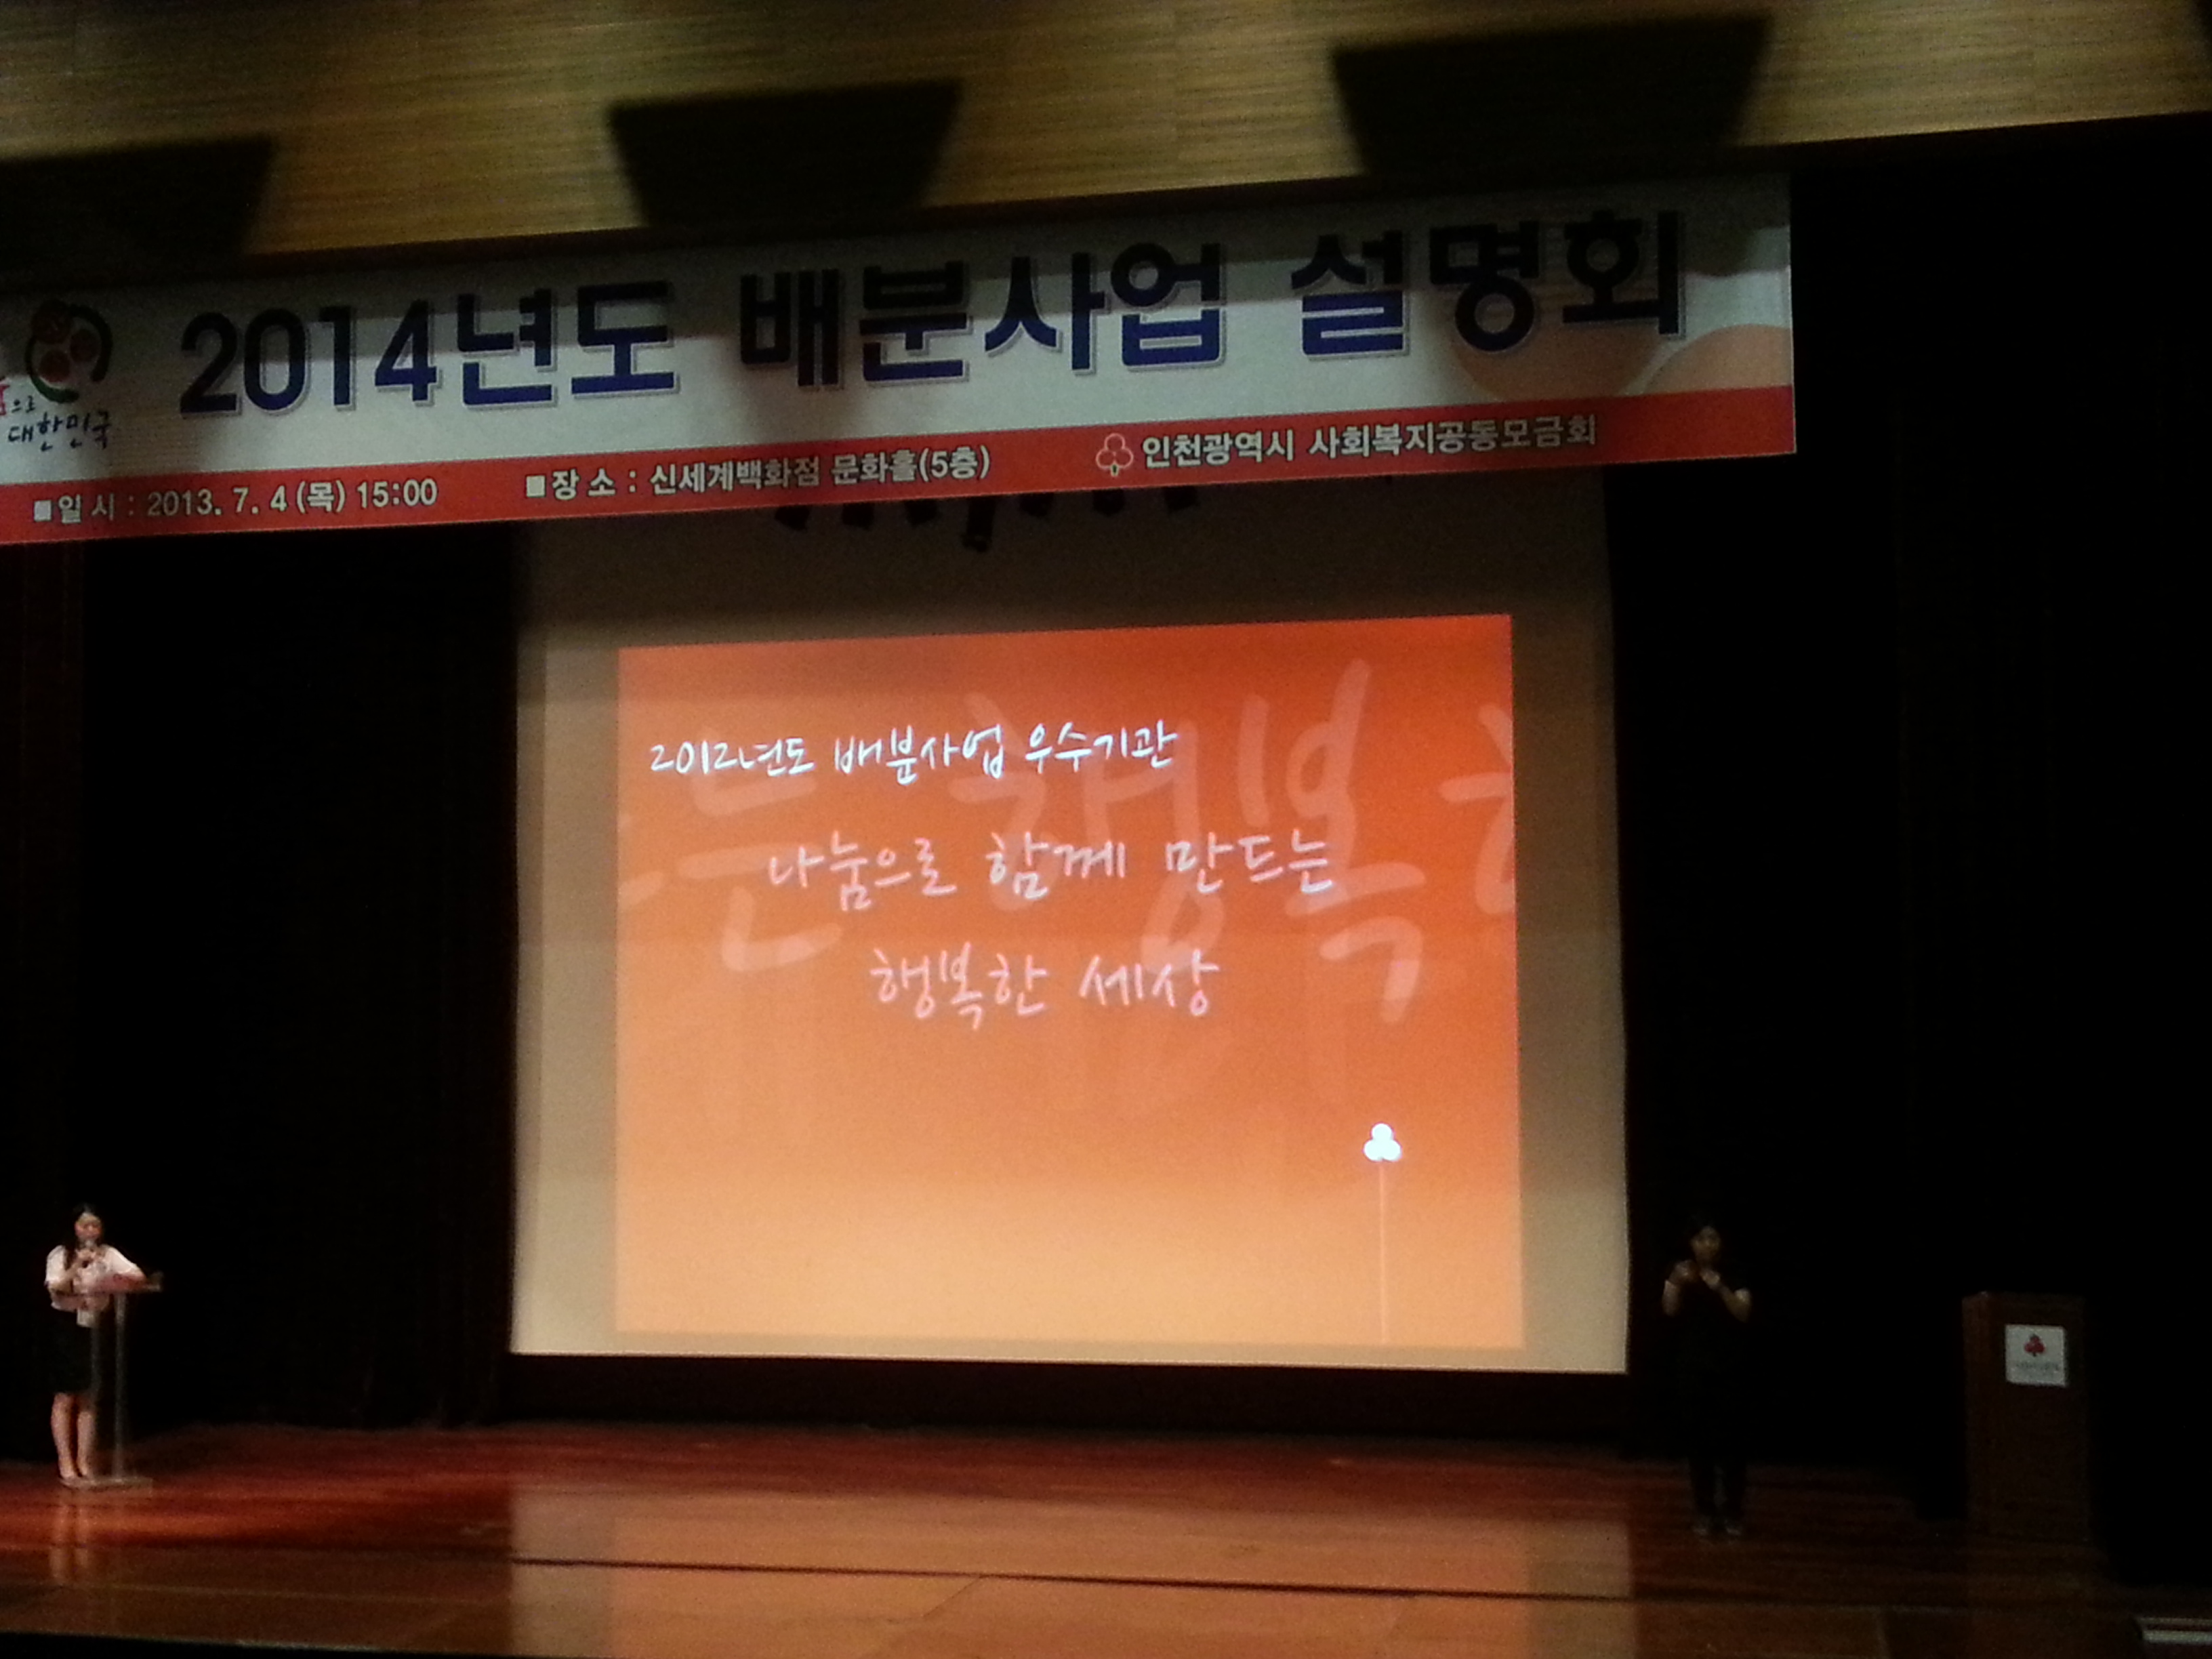 2014년도 배분사업 설명회
으로
대한민국
■일 시 : 2013. 7. 4 (목) 15:00
■장 소 : 신세계백화점 문화홀(5층)
인천광역시 사회복지공동모금회
2012년도 배분사업 우수기관
나눔으로 함께 만드는
행복한 세상
행복